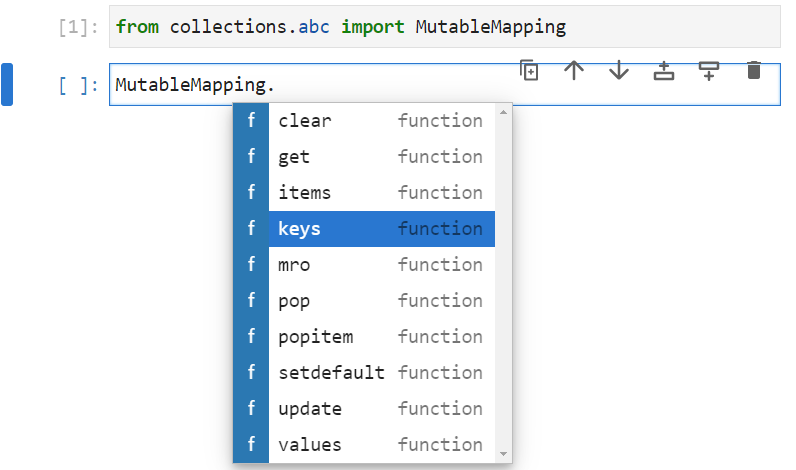 [1]: from collections.abc import MutableMapping
[ ]: MutableMapping.
f clear function
f get function
f items function
f keys function
f mro function
f pop function
f popitem function
f setdefault function
f update function
f values function